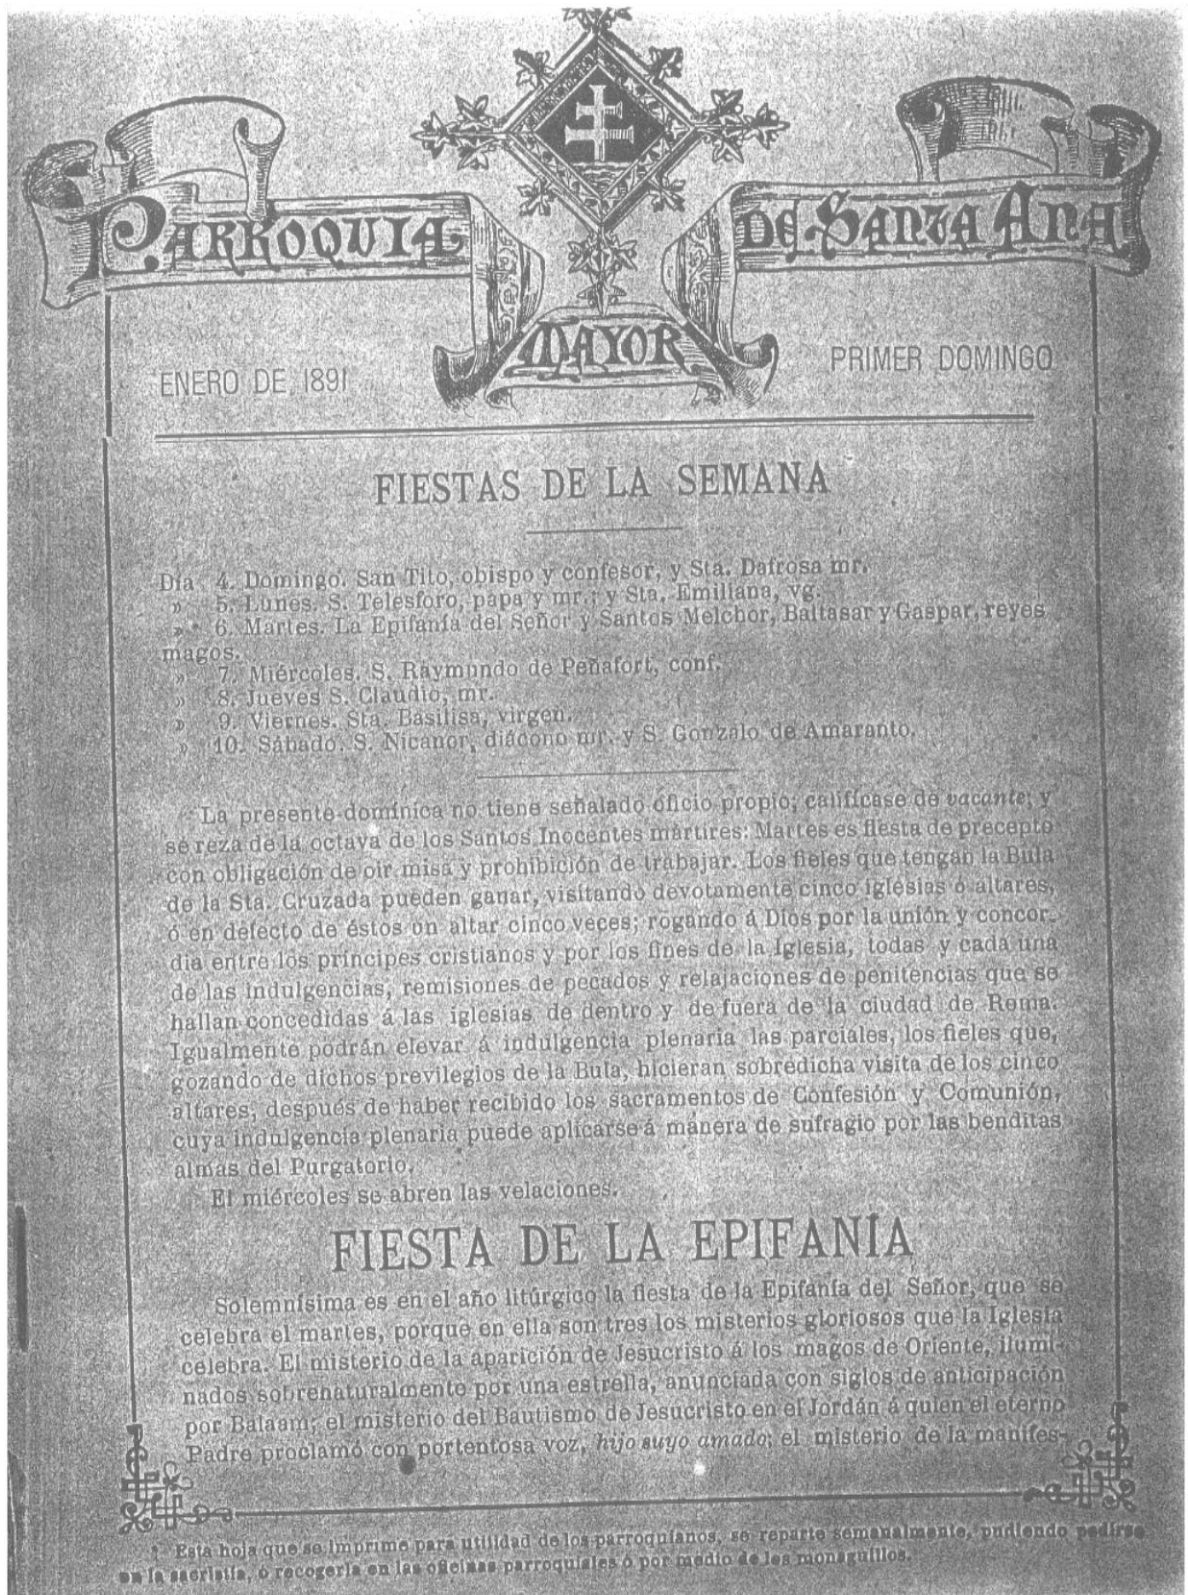 PARROQUIA DE SANTA ANA
MAYOR
ENERO DE 1891
PRIMER DOMINGO
FIESTAS DE LA SEMANA
Día 4. Domingo. San Tito, obispo y confesor, y Sta. Dafrosa mr.
» 5. Lunes. S. Telesforo, papa y mr.; y Sta. Emiliana, vg.
» * 6. Martes. La Epifanía del Señor y Santos Melchor, Baltasar y Gaspar, reyes
magos.
» 7. Miércoles. S. Raymundo de Peñafort, conf.
» 8. Jueves S. Claudio, mr.
» 9. Viernes. Sta. Basilisa, virgen.
» 10. Sábado. S. Nicanor, diácono mr. y S. Gonzalo de Amaranto.
La presente domínica no tiene señalado oficio propio; califícase de vacante; y
se reza de la octava de los Santos Inocentes mártires: Martes es fiesta de precepto
con obligación de oir misa y prohibición de trabajar. Los fieles que tengan la Bula
de la Sta. Cruzada pueden ganar, visitando devotamente cinco iglesias ó altares,
ó en defecto de éstos un altar cinco veces; rogando á Dios por la unión y concor-
dia entre los príncipes cristianos y por los fines de la Iglesia, todas y cada una
de las indulgencias, remisiones de pecados y relajaciones de penitencias que se
hallan concedidas á las iglesias de dentro y de fuera de la ciudad de Roma.
Igualmente podrán elevar á indulgencia plenaria las parciales, los fieles que,
gozando de dichos previlegios de la Bula, hicieran sobredicha visita de los cinco
altares, después de haber recibido los sacramentos de Confesión y Comunión,
cuya indulgencia plenaria puede aplicarse á manera de sufragio por las benditas
almas del Purgatorio.
El miércoles se abren las velaciones.
FIESTA DE LA EPIFANÍA
Solemnísima es en el año litúrgico la fiesta de la Epifanía del Señor, que se
celebra el martes, porque en ella son tres los misterios gloriosos que la Iglesia
celebra. El misterio de la aparición de Jesucristo á los magos de Oriente, ilumi-
nados sobrenaturalmente por una estrella, anunciada con siglos de anticipación
por Balaam; el misterio del Bautismo de Jesucristo en el Jordán á quien el eterno
Padre proclamó con portentosa voz, hijo suyo amado; el misterio de la manifes-
Esta hoja que se imprime para utilidad de los parroquianos, se reparte semanalmente, pudiendo pedirse
en la sacristía, ó recogerla en las oficinas parroquiales ó por medio de los monaguillos.